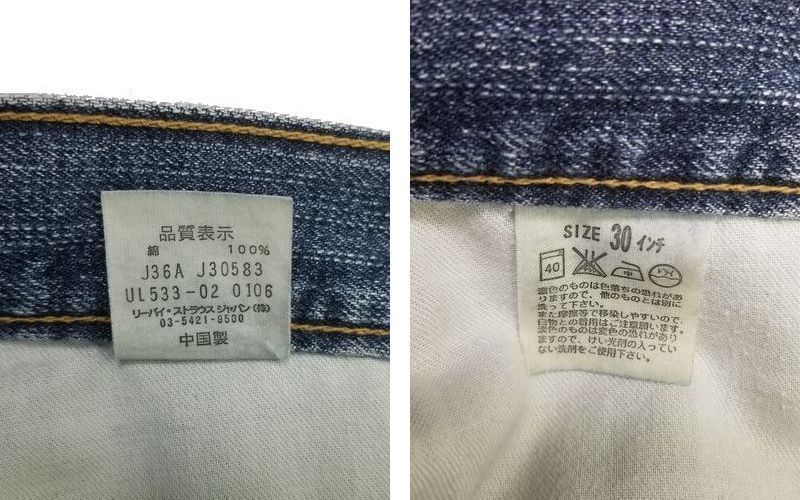 品質表示
綿 100%
J36A J30583
UL533-02 0106
リーバイ・ストラウス ジャパン(株)
03-5421-9500
中国製
SIZE 30 インチ
40 中 ドライ
濃色のものは色落ちの恐れがあ
りますので、他のものとは別に
洗って下さい。
また摩擦等で移染しやすいので、
白物との着用はご注意願います。
淡色のものは変色の恐れがあり
ますので、けい光剤の入ってい
ない洗剤をご使用下さい。